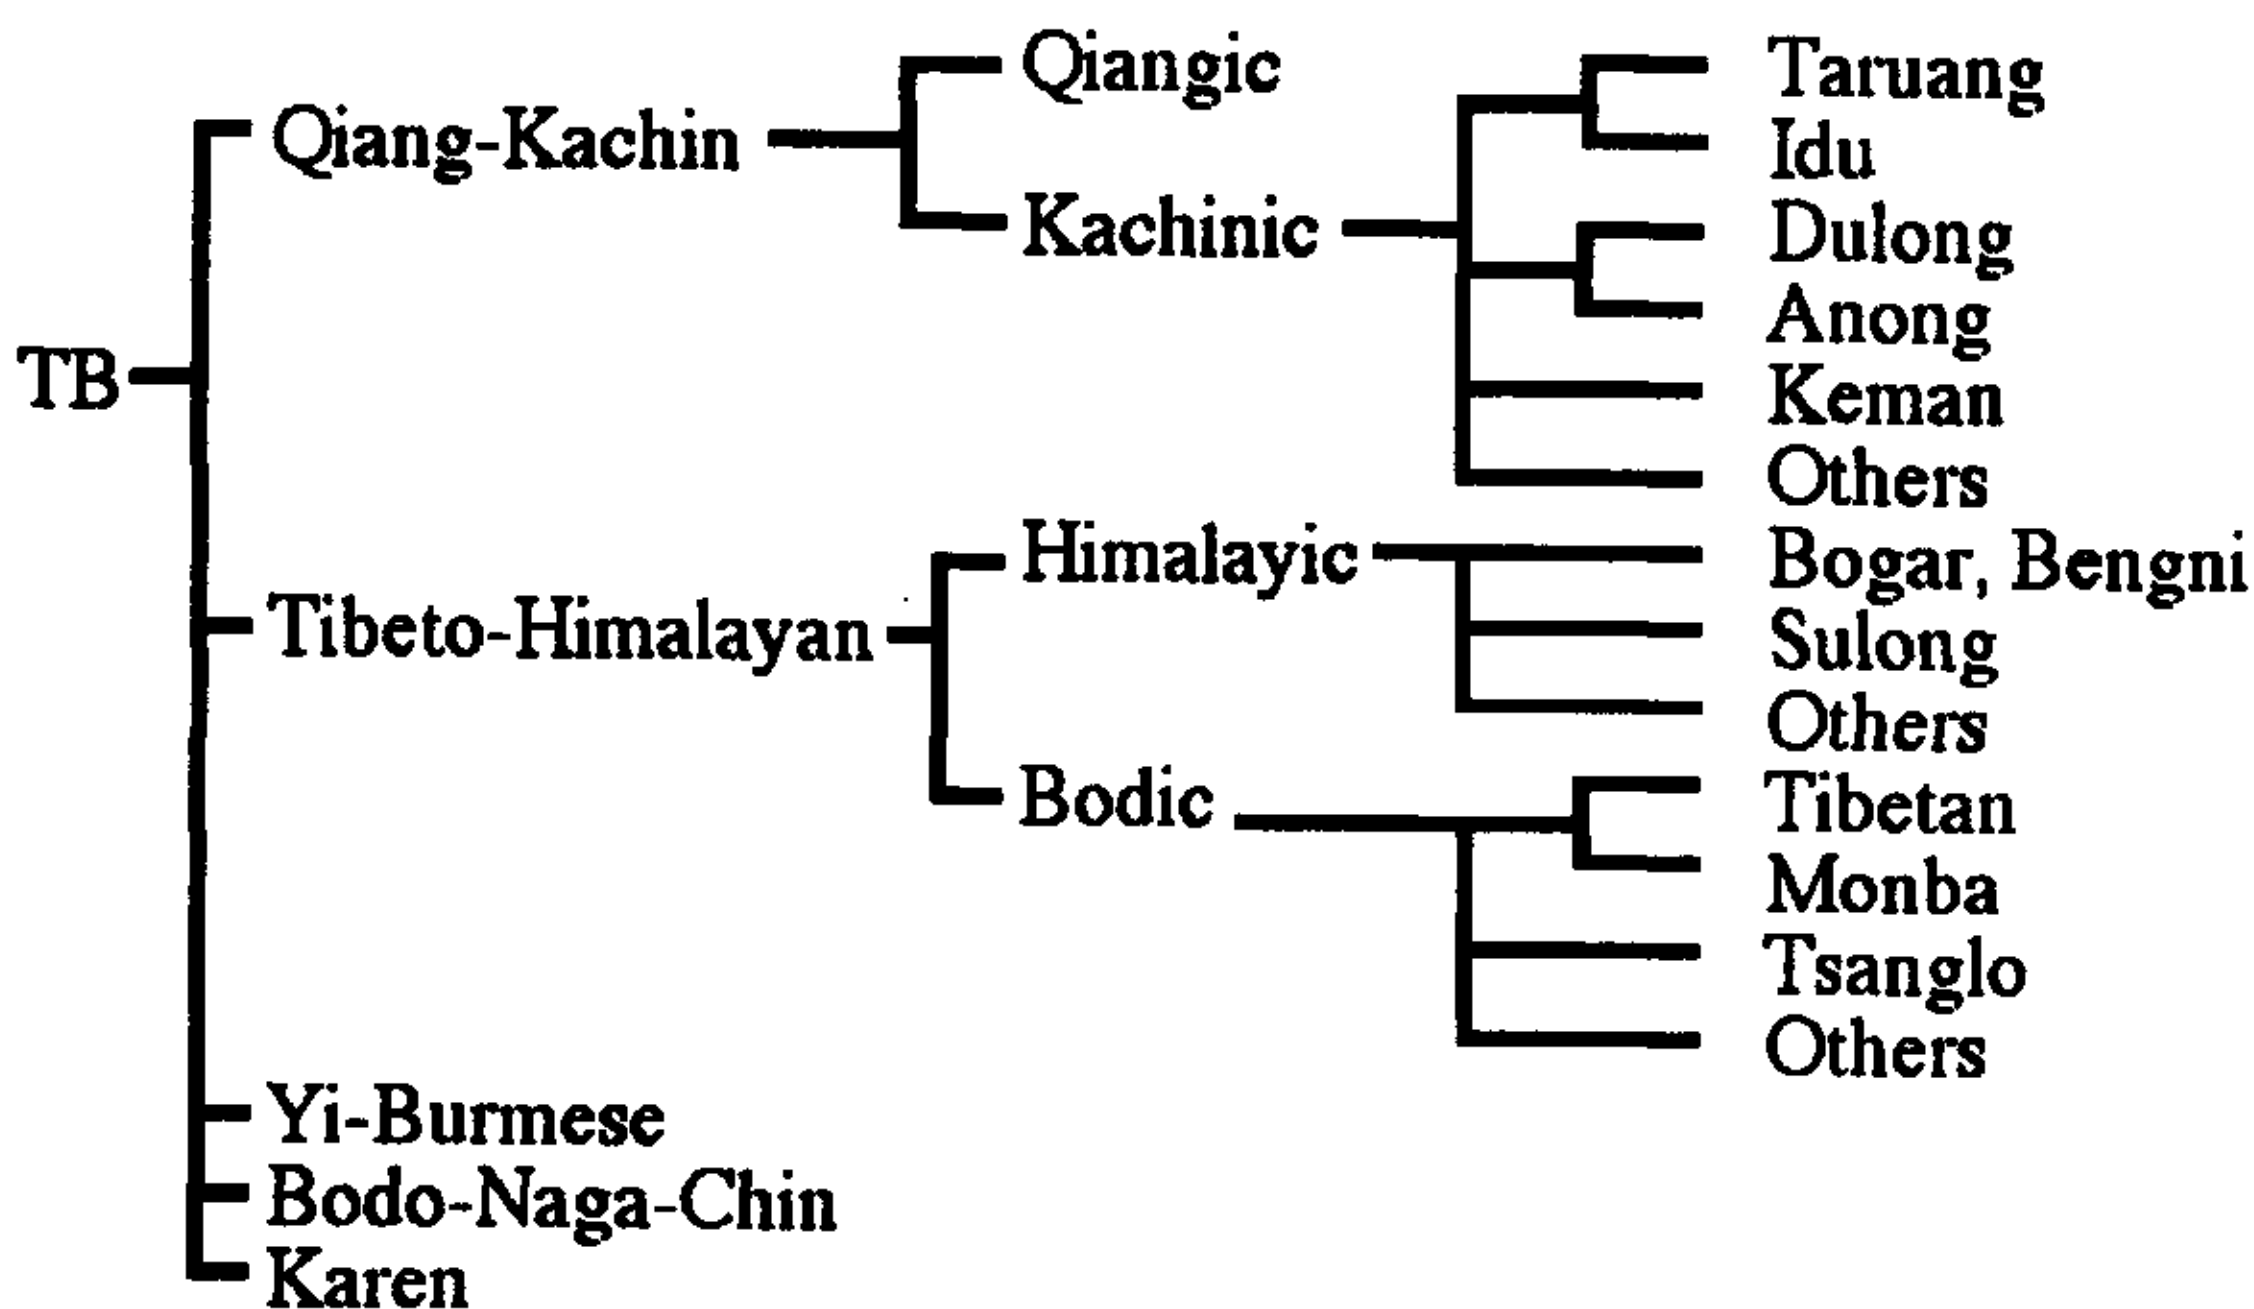 TB
Qiang-Kachin
Qiangic
Kachinic
Taruang
Idu
Dulong
Anong
Keman
Others
Tibeto-Himalayan
Himalayic
Bogar, Bengni
Sulong
Others
Bodic
Tibetan
Monba
Tsanglo
Others
Yi-Burmese
Bodo-Naga-Chin
Karen